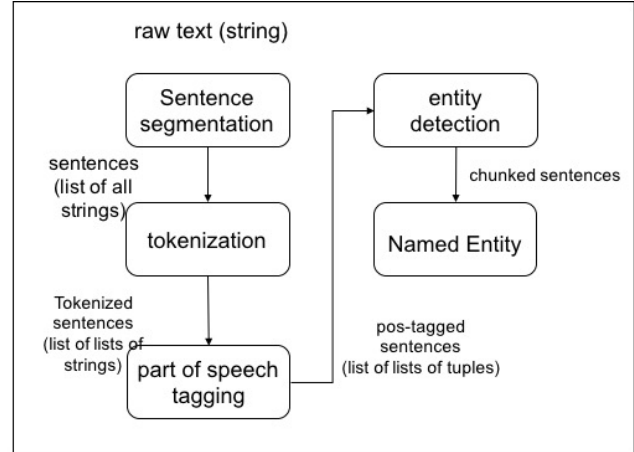 raw text (string)
Sentence
segmentation
sentences
(list of all
strings)
tokenization
Tokenized
sentences
(list of lists of
strings)
part of speech
tagging
pos-tagged
sentences
(list of lists of tuples)
entity
detection
chunked sentences
Named Entity